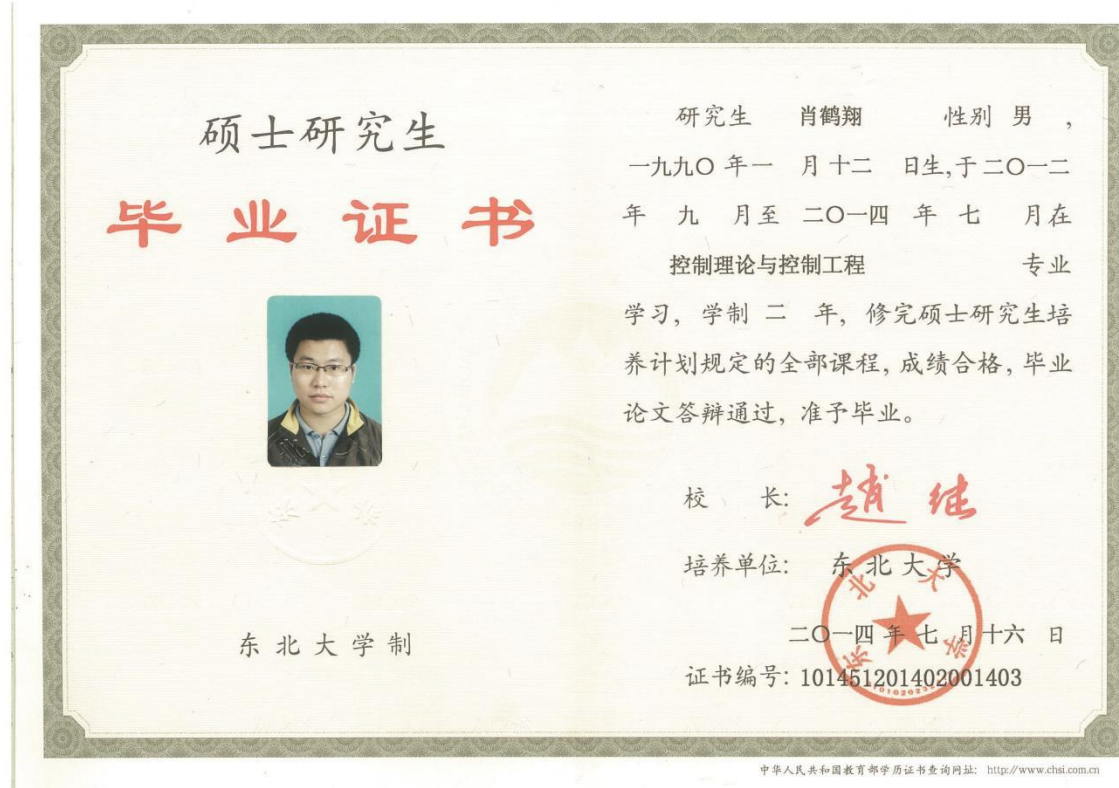 硕士研究生
毕业证书
东北大学制
研究生 肖鹤翔 性别 男 ,
一九九〇 年一 月 十二 日生,于二〇一二
年 九 月至 二〇一四 年 七 月在
控制理论与控制工程 专业
学习, 学制 二 年, 修完硕士研究生培
养计划规定的全部课程, 成绩合格, 毕业
论文答辩通过, 准予毕业。
校 长: 赵继
培养单位: 东北大学
东北大学
二〇一四 年 七 月十六 日
证书编号: 101451201402001403
中华人民共和国教育部学历证书查询网址: http://www.chsi.com.cn